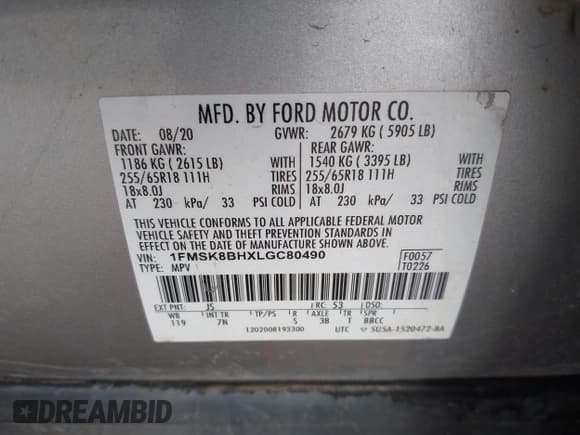 MFD. BY FORD MOTOR CO.
DATE: 08/20 GVWR: 2679 KG ( 5905 LB)
FRONT GAWR: REAR GAWR:
1186 KG ( 2615 LB) WITH 1540 KG ( 3395 LB) WITH
255/65R18 111H TIRES 255/65R18 111H TIRES
18x8.0J RIMS 18x8.0J RIMS
AT 230 kPa/ 33 PSI COLD AT 230 kPa/ 33 PSI COLD
THIS VEHICLE CONFORMS TO ALL APPLICABLE FEDERAL MOTOR
VEHICLE SAFETY AND THEFT PREVENTION STANDARDS IN
EFFECT ON THE DATE OF MANUFACTURE SHOWN ABOVE.
VIN: 1FMSK8BHXLGC80490 F0057
TYPE: MPV T0226
EXT PNT: JS RC: 53 DSO:
WB INT TR TP/PS R AXLE TR SPR
119 7N S 3B T BBCC
1202008193300 UTC 5U5A-1520472-BA
DREAMBID